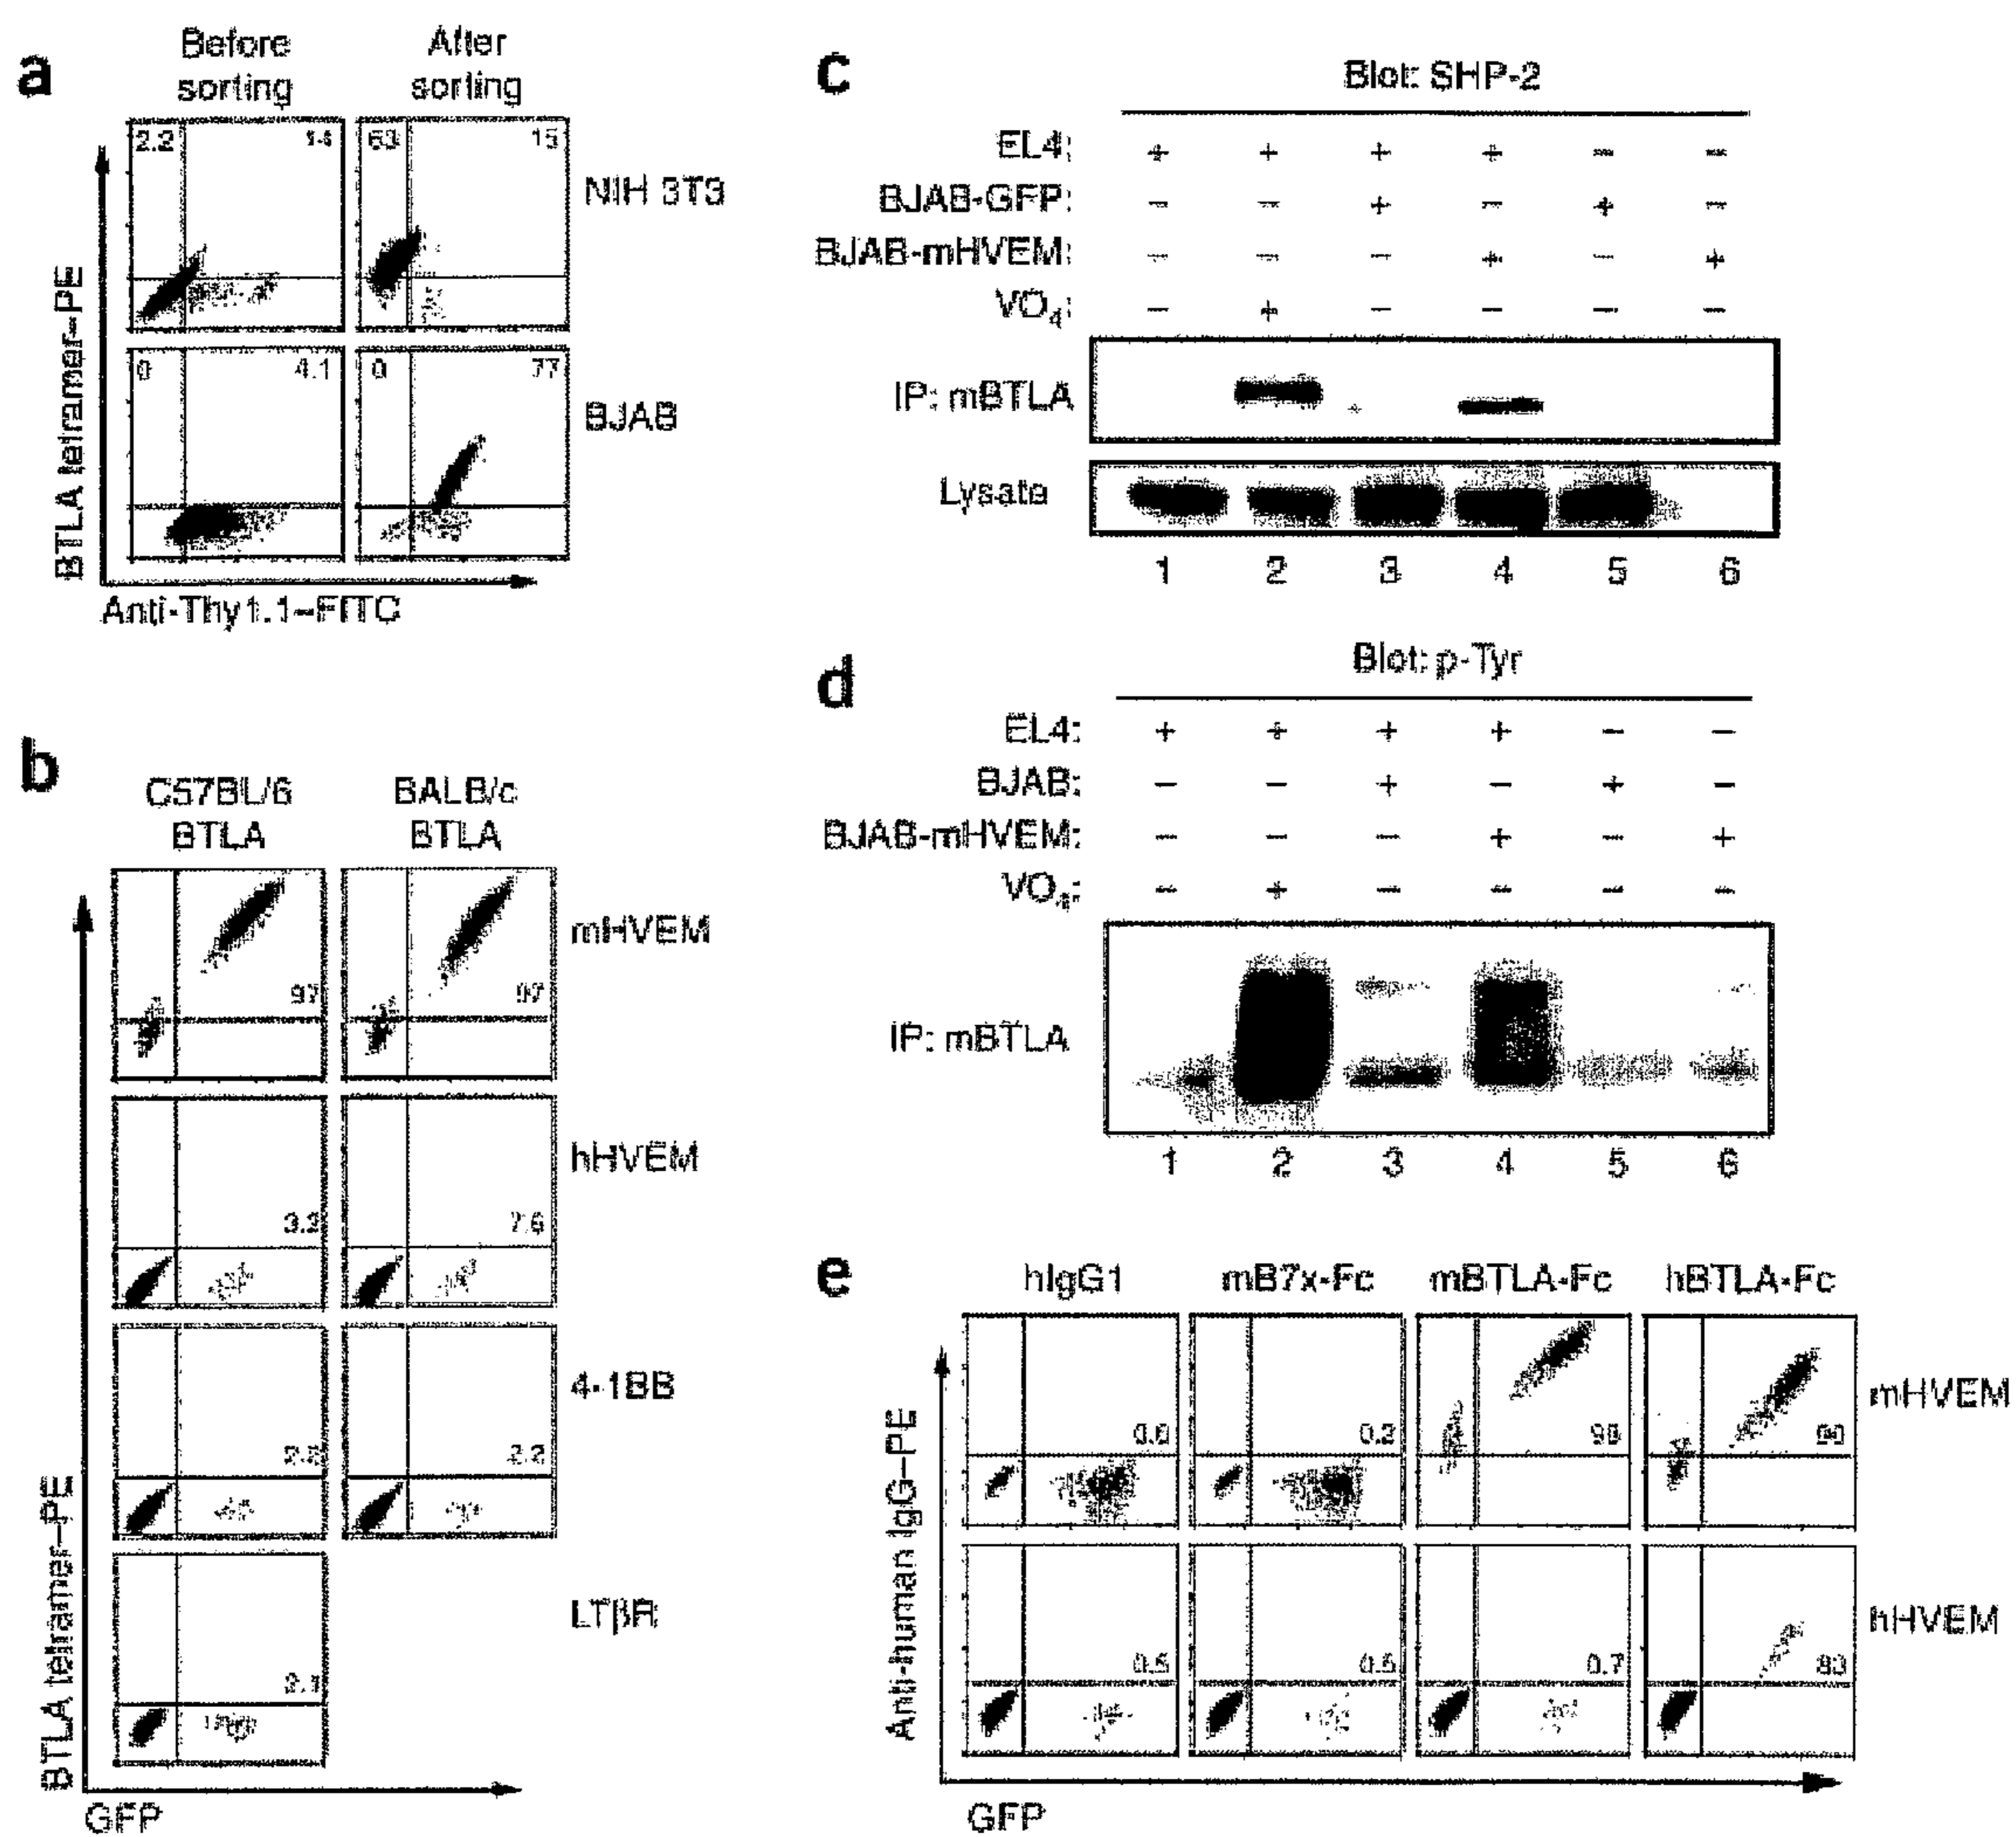 a
Before sorting
After sorting
2.2
14
63
15
NIH 3T3
0
4.1
0
77
BJAB
BTLA tetramer–PE
Anti-Thy1.1–FITC
b
C57BL/6 BTLA
BALB/c BTLA
97
97
mHVEM
3.2
7.6
hHVEM
2.2
4-1BB
LTβR
BTLA tetramer–PE
GFP
c
Blot: SHP-2
EL4: + + + + – –
BJAB-GFP: – – + – + –
BJAB-mHVEM: – – – + – +
VO4: – + – – – –
IP: mBTLA
Lysate
1 2 3 4 5 6
d
Blot: p-Tyr
EL4: + + + + – –
BJAB: – – + – + –
BJAB-mHVEM: – – – + – +
VO4: – + – – – –
IP: mBTLA
1 2 3 4 5 6
e
hIgG1
mB7x-Fc
mBTLA-Fc
hBTLA-Fc
0.2
mHVEM
0.5
0.5
0.7
hHVEM
Anti-human IgG–PE
GFP